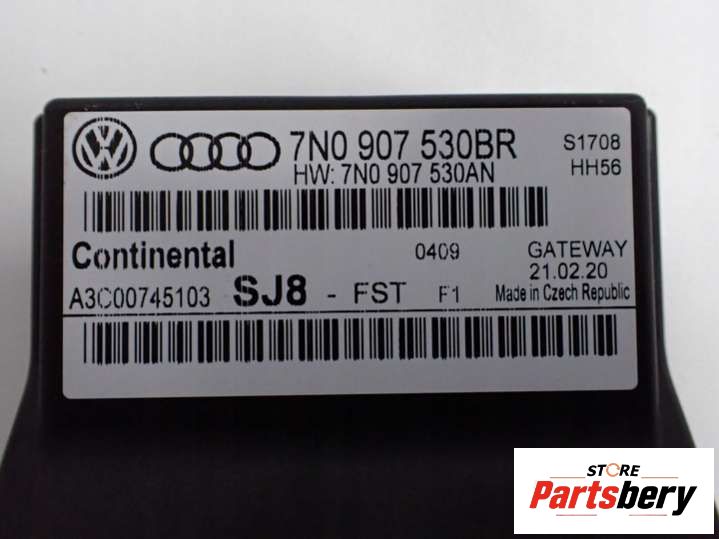 7N0 907 530BR
S1708
HW: 7N0 907 530AN
HH56
Continental
0409
GATEWAY
21.02.20
A3C00745103 SJ8 - FST F1
Made in Czech Republic
STORE
Partsbery